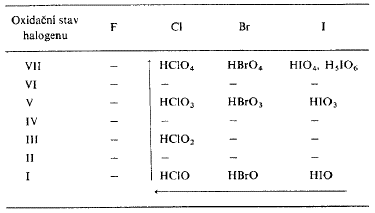 Oxidační stav halogenu F Cl Br I
VII – HClO₄ HBrO₄ HIO₄, H₅IO₆
VI – – – –
V – HClO₃ HBrO₃ HIO₃
IV – – – –
III – HClO₂ – –
II – – – –
I – HClO HBrO HIO